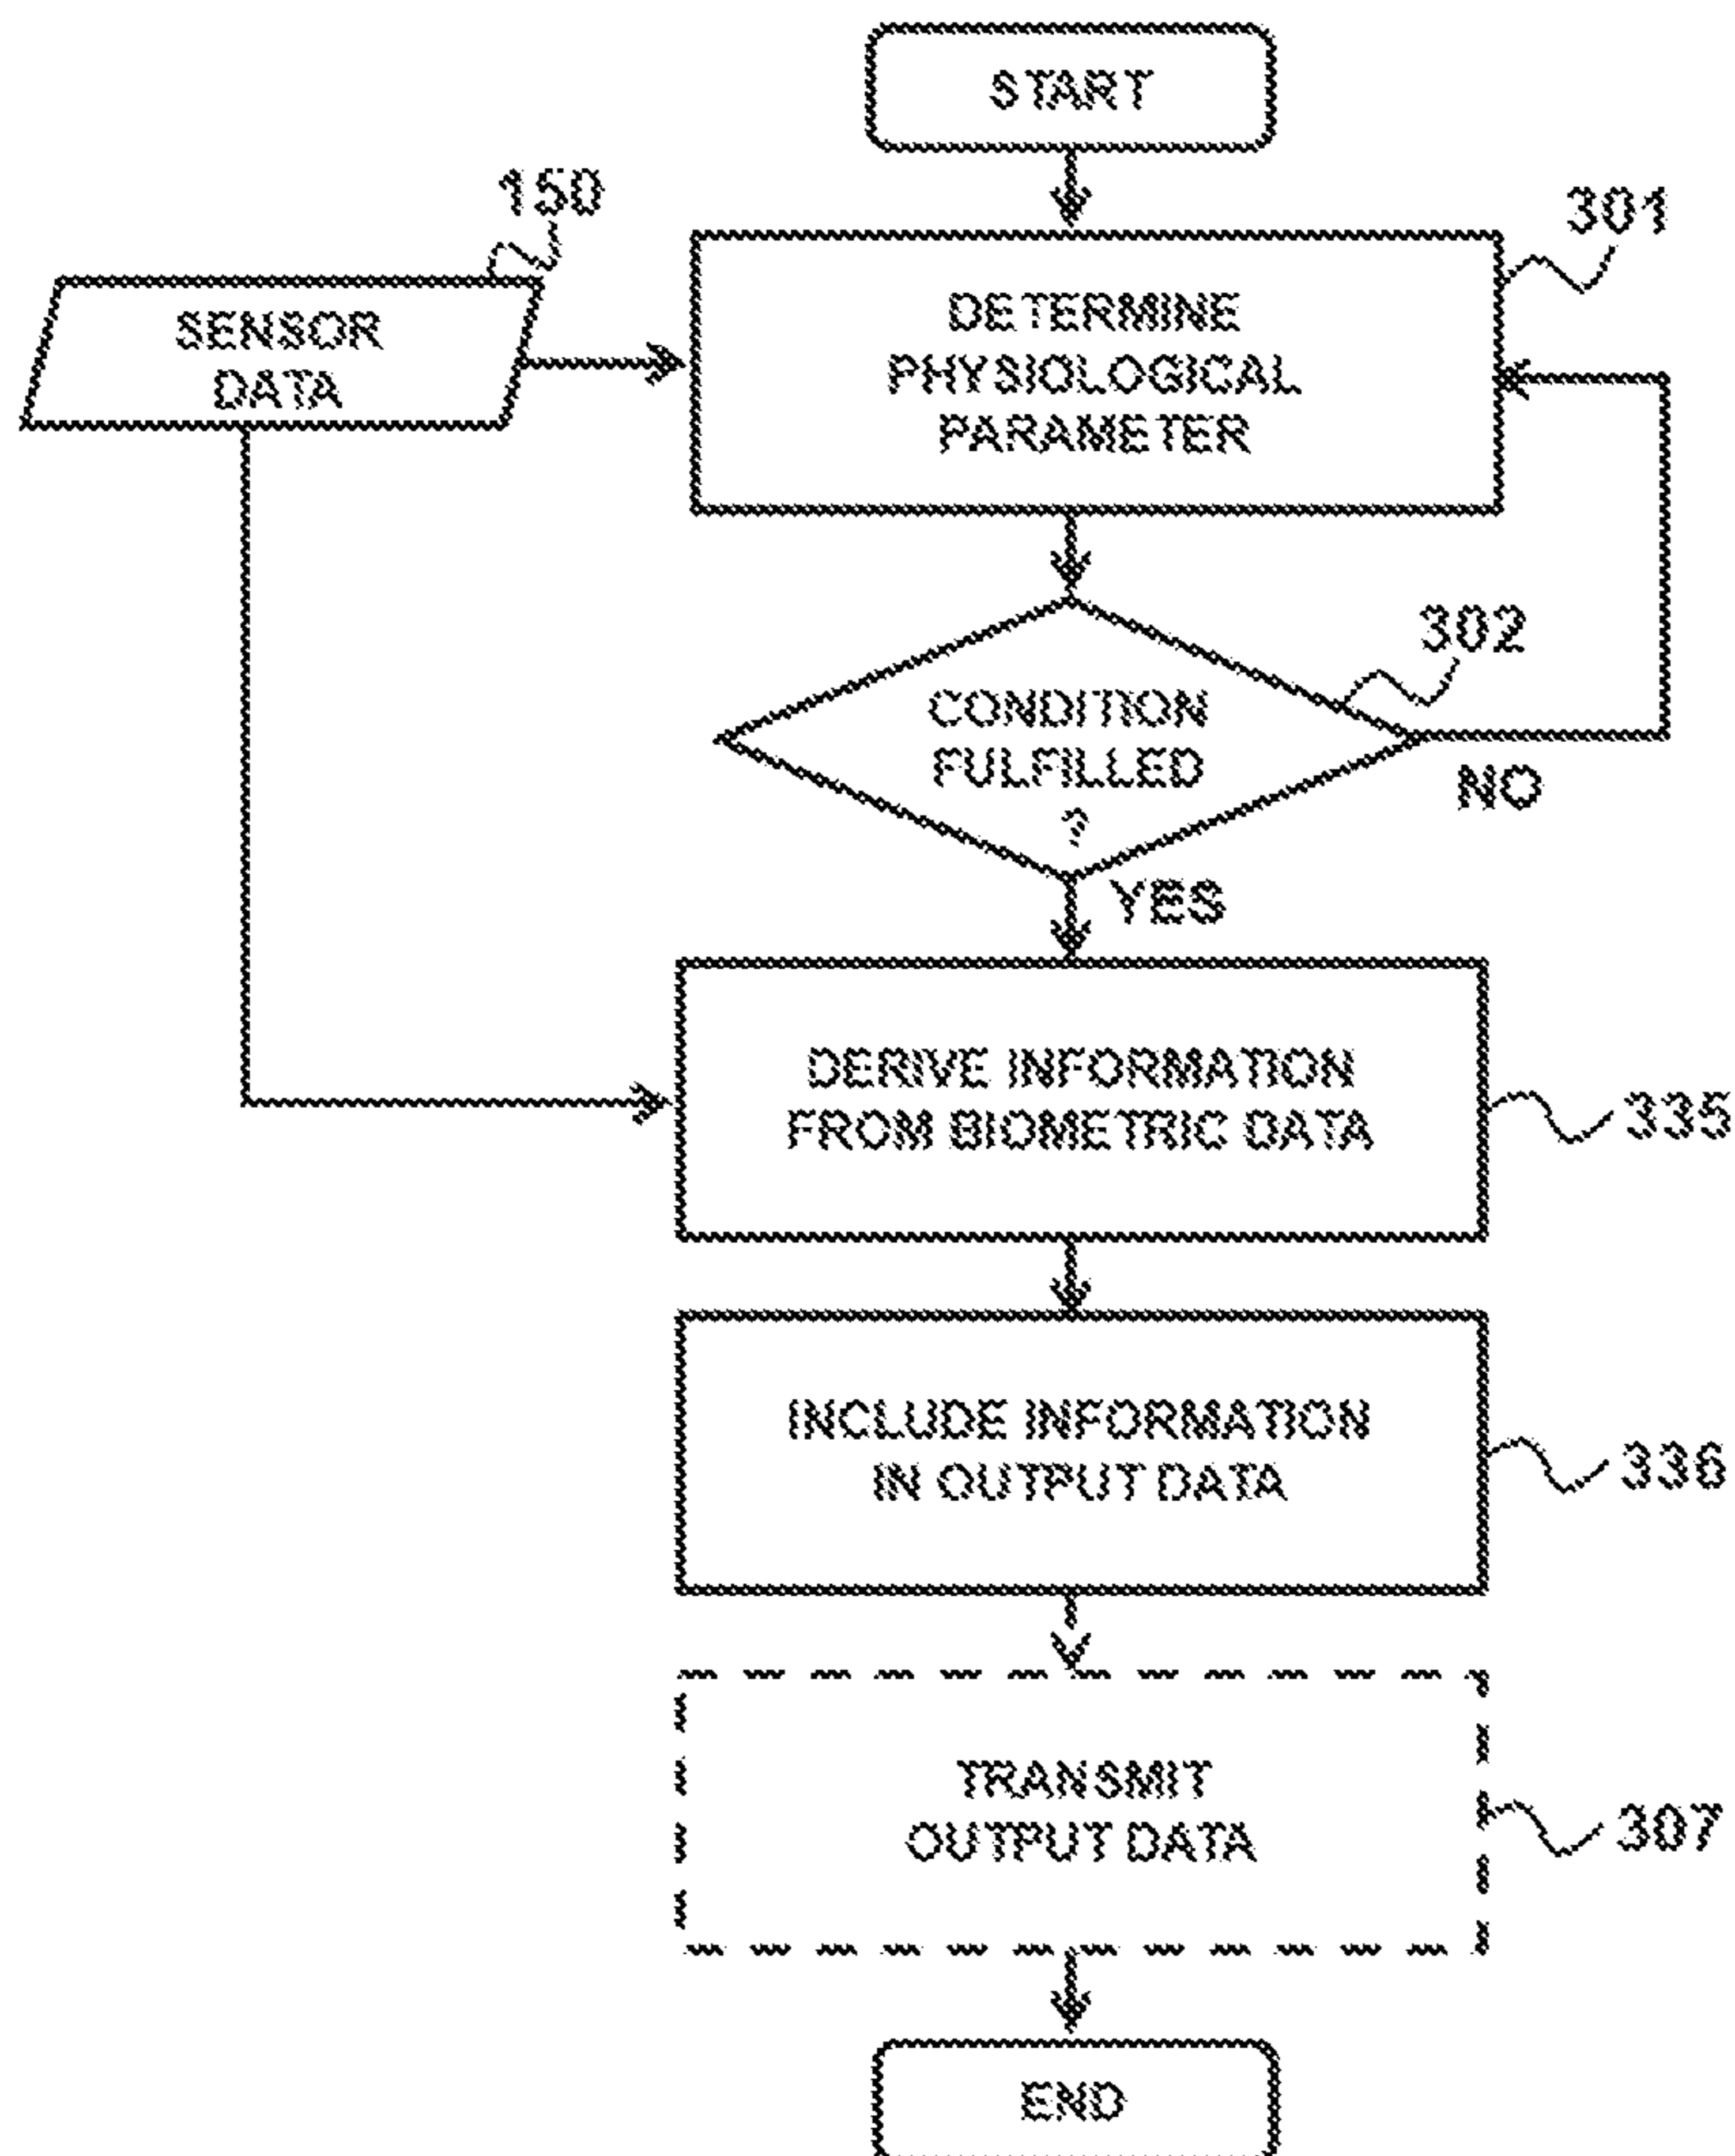 START
150
301
SENSOR
DATA
DETERMINE
PHYSIOLOGICAL
PARAMETER
302
CONDITION
FULFILLED
?
NO
YES
DERIVE INFORMATION
FROM BIOMETRIC DATA
335
INCLUDE INFORMATION
IN OUTPUT DATA
336
TRANSMIT
OUTPUT DATA
307
END